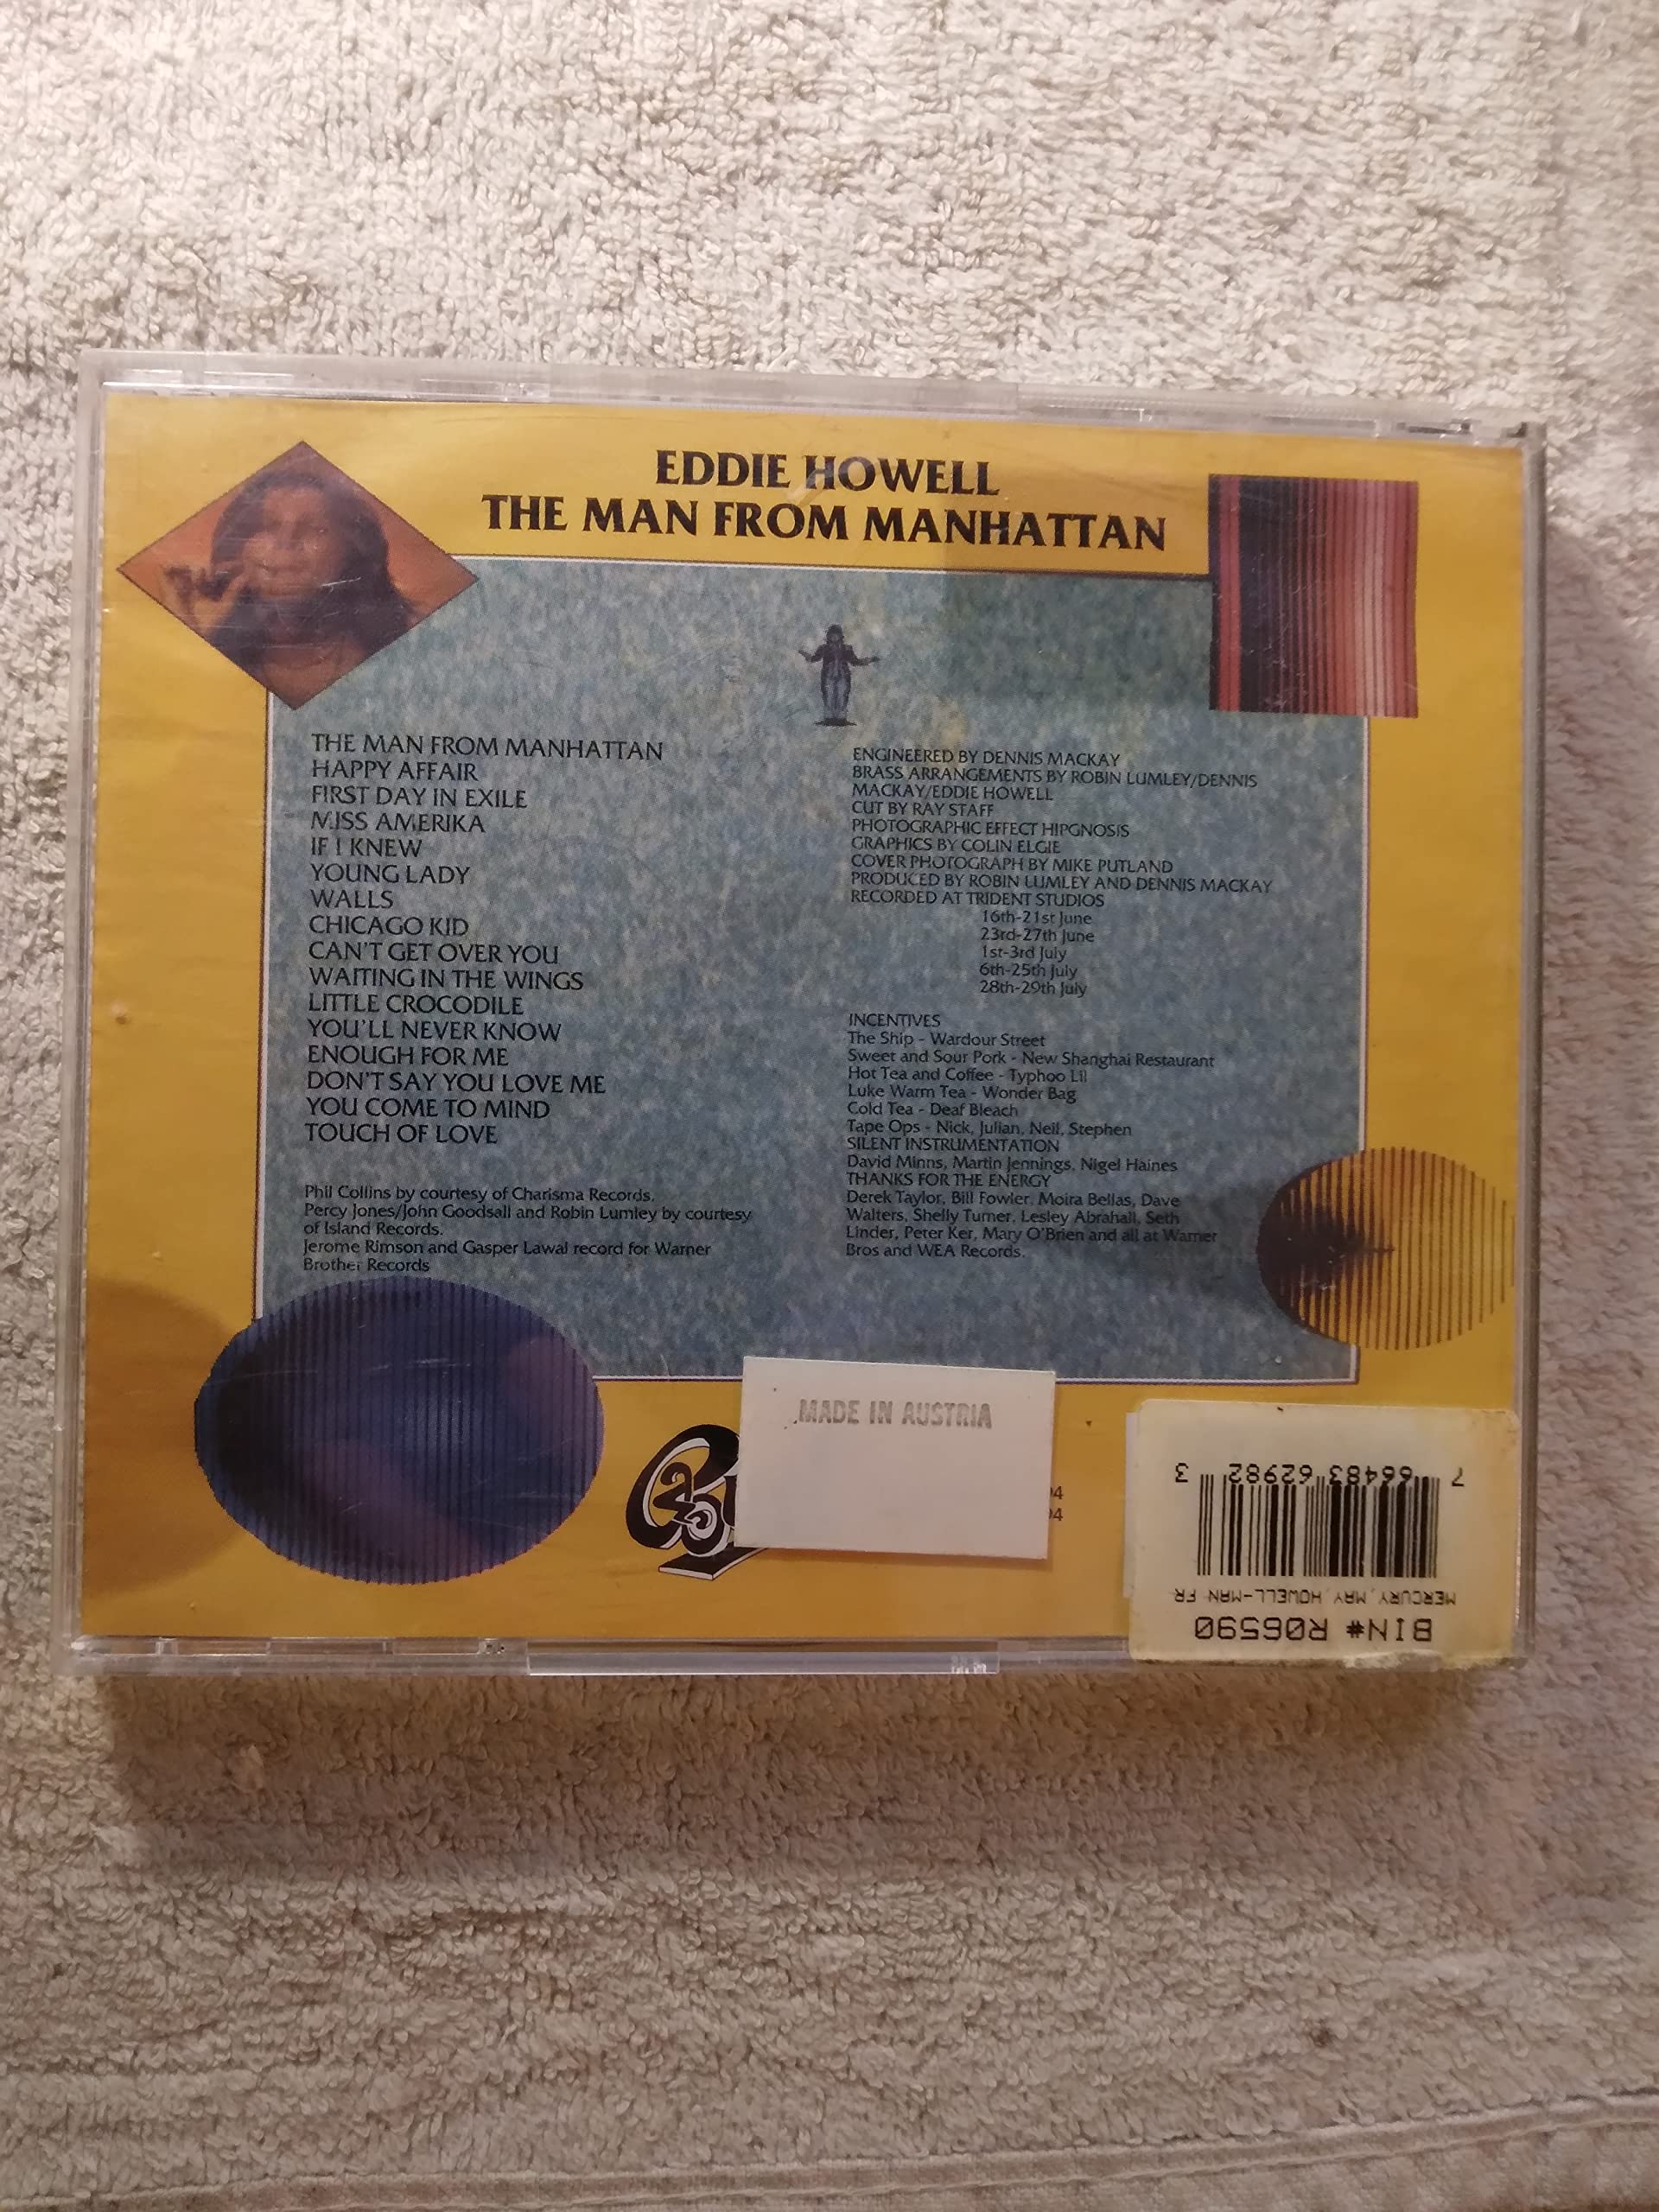 EDDIE HOWELL
THE MAN FROM MANHATTAN
THE MAN FROM MANHATTAN
HAPPY AFFAIR
FIRST DAY IN EXILE
MISS AMERIKA
IF I KNEW
YOUNG LADY
WALLS
CHICAGO KID
CAN'T GET OVER YOU
WAITING IN THE WINGS
LITTLE CROCODILE
YOU'LL NEVER KNOW
ENOUGH FOR ME
DON'T SAY YOU LOVE ME
YOU COME TO MIND
TOUCH OF LOVE
Phil Collins by courtesy of Charisma Records.
Percy Jones/John Goodsall and Robin Lumley by courtesy
of Island Records.
Jerome Rimson and Gasper Lawal record for Warner
Brother Records
ENGINEERED BY DENNIS MACKAY
BRASS ARRANGEMENTS BY ROBIN LUMLEY/DENNIS
MACKAY/EDDIE HOWELL
CUT BY RAY STAFF
PHOTOGRAPHIC EFFECT HIPGNOSIS
GRAPHICS BY COLIN ELGIE
COVER PHOTOGRAPH BY MIKE PUTLAND
PRODUCED BY ROBIN LUMLEY AND DENNIS MACKAY
RECORDED AT TRIDENT STUDIOS
16th-21st June
23rd-27th June
1st-3rd July
6th-25th July
28th-29th July
INCENTIVES
The Ship - Wardour Street
Sweet and Sour Pork - New Shanghai Restaurant
Hot Tea and Coffee - Typhoo Lil
Luke Warm Tea - Wonder Bag
Cold Tea - Deaf Bleach
Tape Ops - Nick, Julian, Neil, Stephen
SILENT INSTRUMENTATION
David Minns, Martin Jennings, Nigel Haines
THANKS FOR THE ENERGY
Derek Taylor, Bill Fowler, Moira Bellas, Dave
Walters, Shelly Turner, Lesley Abrahall, Seth
Linder, Peter Ker, Mary O'Brien and all at Warner
Bros and WEA Records.
MADE IN AUSTRIA
94
94
BIN# R06590
MERCURY, MAY, HOWELL-MAN FR
7 66483 62982 3